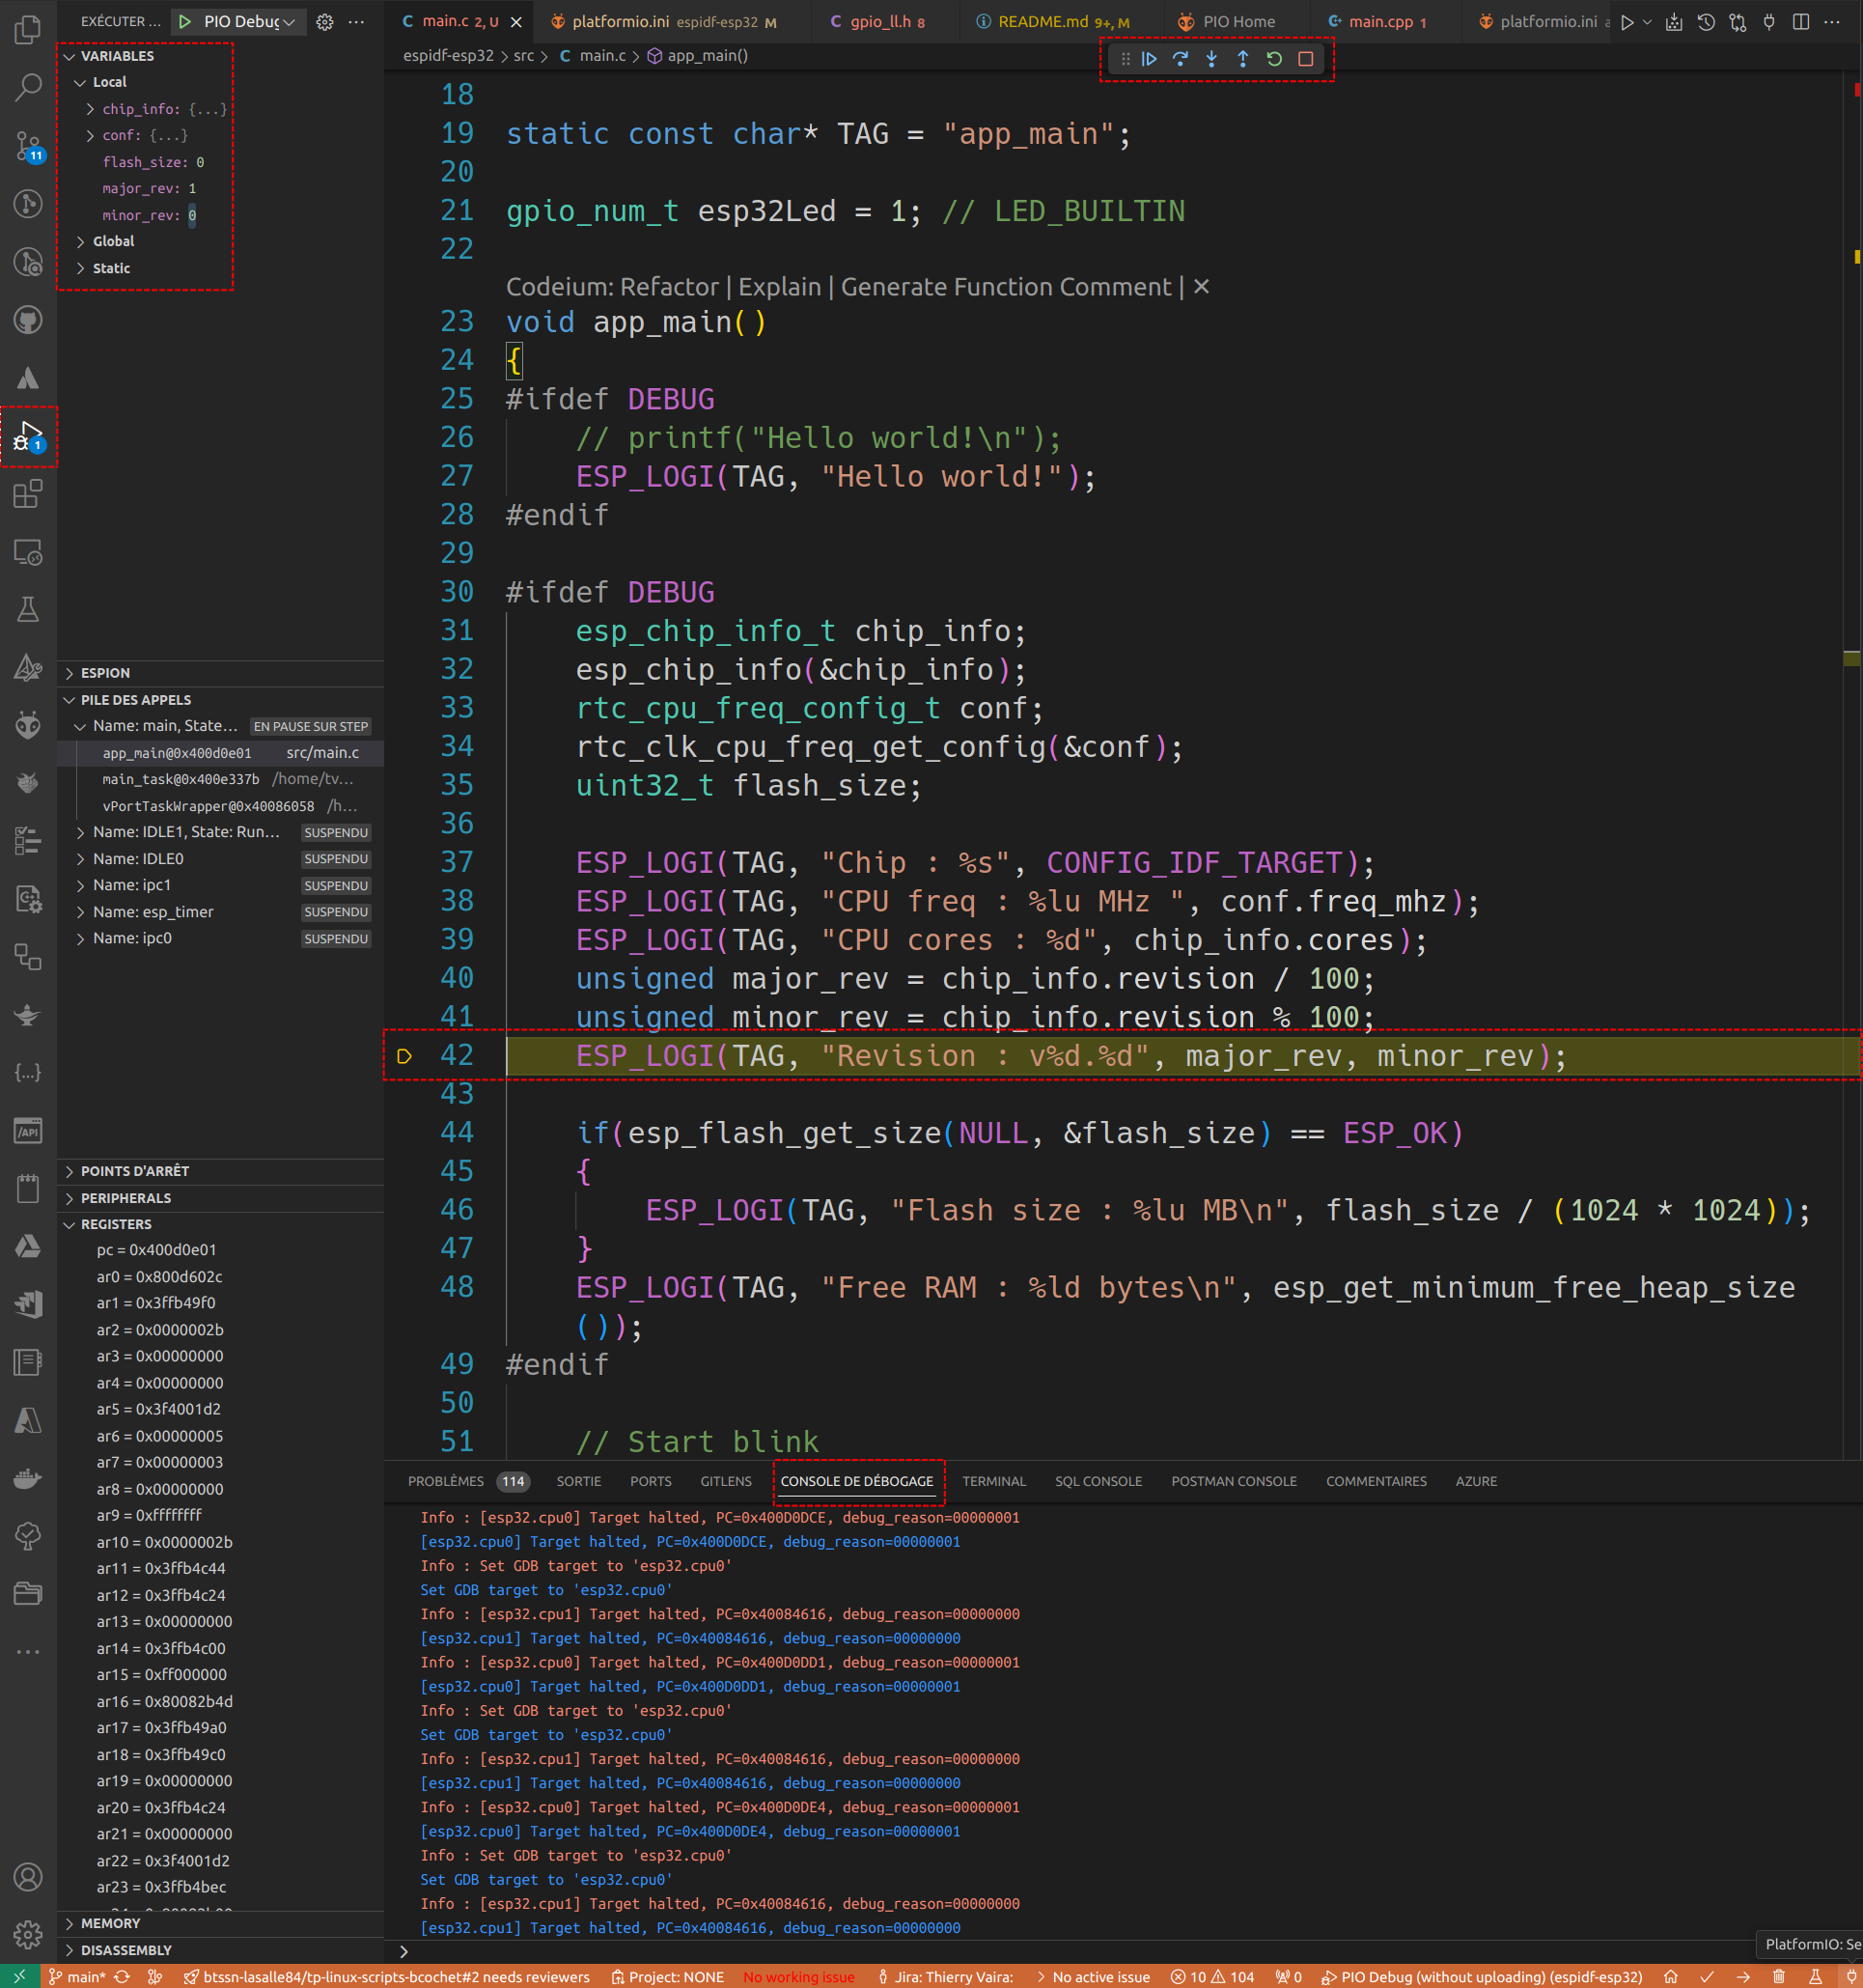 EXÉCUTER ... PIO Debug
main.c 2, U platformio.ini espidf-esp32 M gpio_ll.h 8 README.md 9+, M PIO Home main.cpp 1 platformio.ini
espidf-esp32 > src > C main.c > app_main()
VARIABLES
Local
chip_info: {...}
conf: {...}
flash_size: 0
major_rev: 1
minor_rev: 0
Global
Static
11
1
ESPION
PILE DES APPELS
Name: main, State... EN PAUSE SUR STEP
app_main@0x400d0e01 src/main.c
main_task@0x400e337b /home/tv...
vPortTaskWrapper@0x40086058 /h...
Name: IDLE1, State: Run... SUSPENDU
Name: IDLE0 SUSPENDU
Name: ipc1 SUSPENDU
Name: esp_timer SUSPENDU
Name: ipc0 SUSPENDU
POINTS D'ARRÊT
PERIPHERALS
REGISTERS
pc = 0x400d0e01
ar0 = 0x800d602c
ar1 = 0x3ffb49f0
ar2 = 0x0000002b
ar3 = 0x00000000
ar4 = 0x00000000
ar5 = 0x3f4001d2
ar6 = 0x00000005
ar7 = 0x00000003
ar8 = 0x00000000
ar9 = 0xffffffff
ar10 = 0x0000002b
ar11 = 0x3ffb4c44
ar12 = 0x3ffb4c24
ar13 = 0x00000000
ar14 = 0x3ffb4c00
ar15 = 0xff000000
ar16 = 0x80082b4d
ar17 = 0x3ffb49a0
ar18 = 0x3ffb49c0
ar19 = 0x00000000
ar20 = 0x3ffb4c24
ar21 = 0x00000000
ar22 = 0x3f4001d2
ar23 = 0x3ffb4bec
MEMORY
DISASSEMBLY
18
19 static const char* TAG = "app_main";
20
21 gpio_num_t esp32Led = 1; // LED_BUILTIN
22
Codeium: Refactor | Explain | Generate Function Comment | ✕
23 void app_main()
24 {
25 #ifdef DEBUG
26 // printf("Hello world!\n");
27 ESP_LOGI(TAG, "Hello world!");
28 #endif
29
30 #ifdef DEBUG
31 esp_chip_info_t chip_info;
32 esp_chip_info(&chip_info);
33 rtc_cpu_freq_config_t conf;
34 rtc_clk_cpu_freq_get_config(&conf);
35 uint32_t flash_size;
36
37 ESP_LOGI(TAG, "Chip : %s", CONFIG_IDF_TARGET);
38 ESP_LOGI(TAG, "CPU freq : %lu MHz ", conf.freq_mhz);
39 ESP_LOGI(TAG, "CPU cores : %d", chip_info.cores);
40 unsigned major_rev = chip_info.revision / 100;
41 unsigned minor_rev = chip_info.revision % 100;
42 ESP_LOGI(TAG, "Revision : v%d.%d", major_rev, minor_rev);
43
44 if(esp_flash_get_size(NULL, &flash_size) == ESP_OK)
45 {
46 ESP_LOGI(TAG, "Flash size : %lu MB\n", flash_size / (1024 * 1024));
47 }
48 ESP_LOGI(TAG, "Free RAM : %ld bytes\n", esp_get_minimum_free_heap_size
());
49 #endif
50
51 // Start blink
PROBLÈMES 114 SORTIE PORTS GITLENS CONSOLE DE DÉBOGAGE TERMINAL SQL CONSOLE POSTMAN CONSOLE COMMENTAIRES AZURE
Info : [esp32.cpu0] Target halted, PC=0x400D0DCE, debug_reason=00000001
[esp32.cpu0] Target halted, PC=0x400D0DCE, debug_reason=00000001
Info : Set GDB target to 'esp32.cpu0'
Set GDB target to 'esp32.cpu0'
Info : [esp32.cpu1] Target halted, PC=0x40084616, debug_reason=00000000
[esp32.cpu1] Target halted, PC=0x40084616, debug_reason=00000000
Info : [esp32.cpu0] Target halted, PC=0x400D0DD1, debug_reason=00000001
[esp32.cpu0] Target halted, PC=0x400D0DD1, debug_reason=00000001
Info : Set GDB target to 'esp32.cpu0'
Set GDB target to 'esp32.cpu0'
Info : [esp32.cpu1] Target halted, PC=0x40084616, debug_reason=00000000
[esp32.cpu1] Target halted, PC=0x40084616, debug_reason=00000000
Info : [esp32.cpu0] Target halted, PC=0x400D0DE4, debug_reason=00000001
[esp32.cpu0] Target halted, PC=0x400D0DE4, debug_reason=00000001
Info : Set GDB target to 'esp32.cpu0'
Set GDB target to 'esp32.cpu0'
Info : [esp32.cpu1] Target halted, PC=0x40084616, debug_reason=00000000
[esp32.cpu1] Target halted, PC=0x40084616, debug_reason=00000000
PlatformIO: Se
main* btssn-lasalle84/tp-linux-scripts-bcochet#2 needs reviewers Project: NONE No working issue Jira: Thierry Vaira: No active issue 10 104 0 PIO Debug (without uploading) (espidf-esp32)